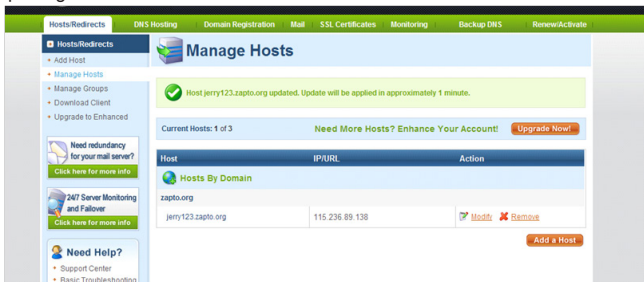 Hosts/Redirects DNS Hosting Domain Registration Mail SSL Certificates Monitoring Backup DNS Renew/Activate
Hosts/Redirects
Add Host
Manage Hosts
Manage Groups
Download Client
Upgrade to Enhanced
Need redundancy
for your mail server?
Click here for more info
24/7 Server Monitoring
and Failover
Click here for more info
Need Help?
Support Center
Basic Troubleshooting
Manage Hosts
Host jerry123.zapto.org updated. Update will be applied in approximately 1 minute.
Current Hosts: 1 of 3 Need More Hosts? Enhance Your Account! Upgrade Now!
Host IP/URL Action
Hosts By Domain
zapto.org
jerry123.zapto.org 115.236.89.138 Modify Remove
Add a Host